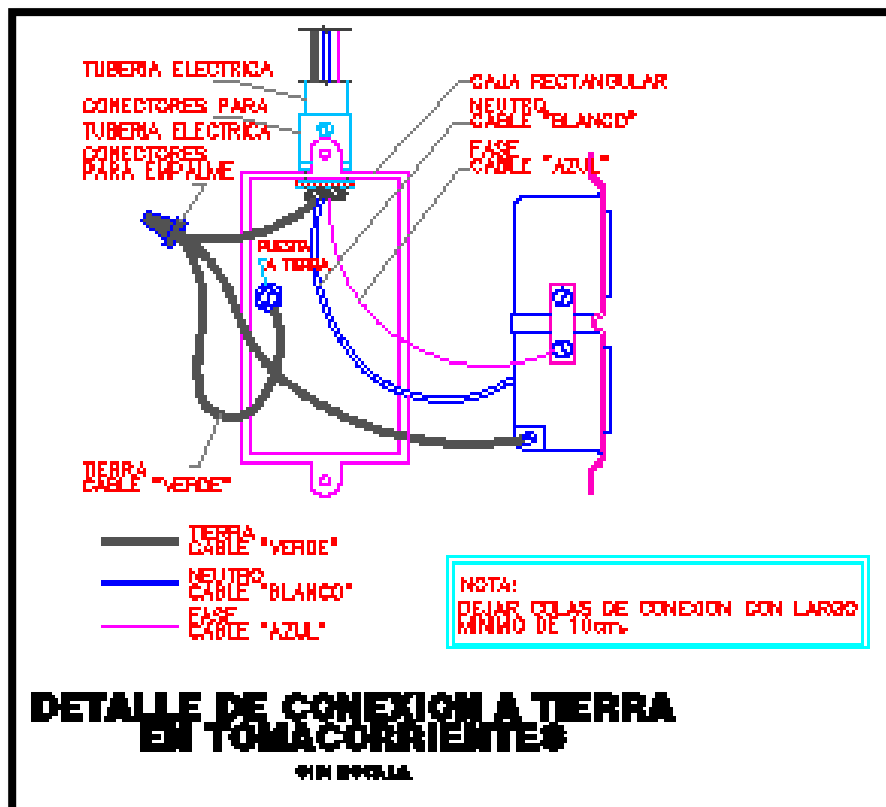 TUBERIA ELECTRICA
CONECTORES PARA
TUBERIA ELECTRICA
CONECTORES
PARA EMPALME
CAJA RECTANGULAR
NEUTRO
CABLE "BLANCO"
FASE
CABLE "AZUL"
PUESTA
A TIERRA
TIERRA
CABLE "VERDE"
TIERRA
CABLE "VERDE"
NEUTRO
CABLE "BLANCO"
FASE
CABLE "AZUL"
NOTA:
DEJAR COLAS DE CONEXION CON LARGO
MINIMO DE 10cm.
DETALLE DE CONEXION A TIERRA
EN TOMACORRIENTES
SIN ESCALA